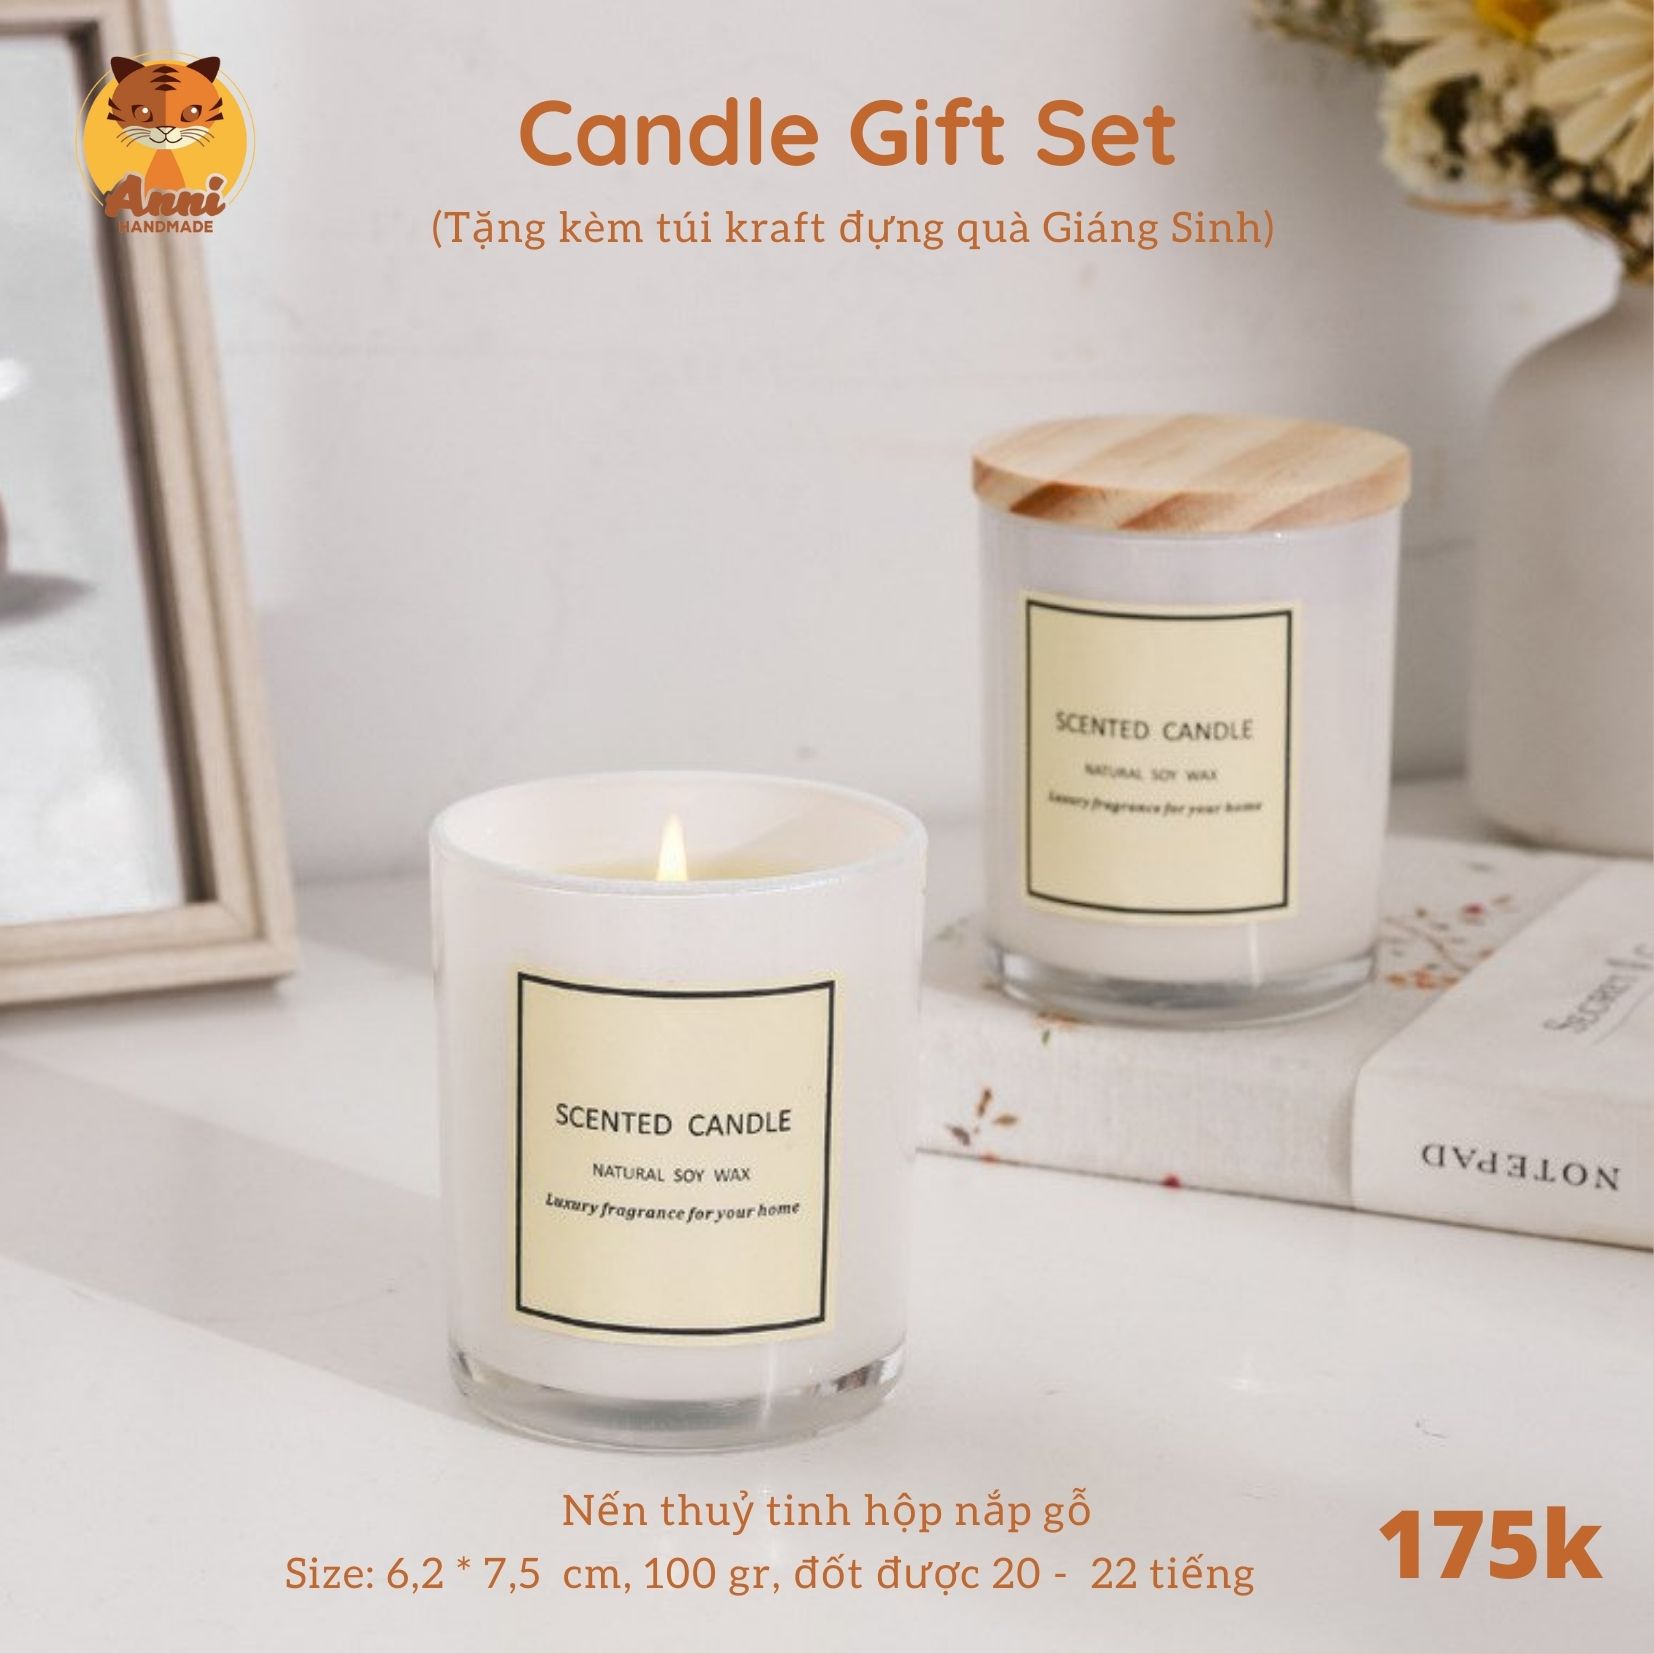 Anni
HANDMADE
Candle Gift Set
(Tặng kèm túi kraft đựng quà Giáng Sinh)
SCENTED CANDLE
NATURAL SOY WAX
Luxury fragrance for your home
SCENTED CANDLE
NATURAL SOY WAX
Luxury fragrance for your home
SECRET
NOTEPAD
Nến thuỷ tinh hộp nắp gỗ
Size: 6,2 * 7,5 cm, 100 gr, đốt được 20 - 22 tiếng
175k